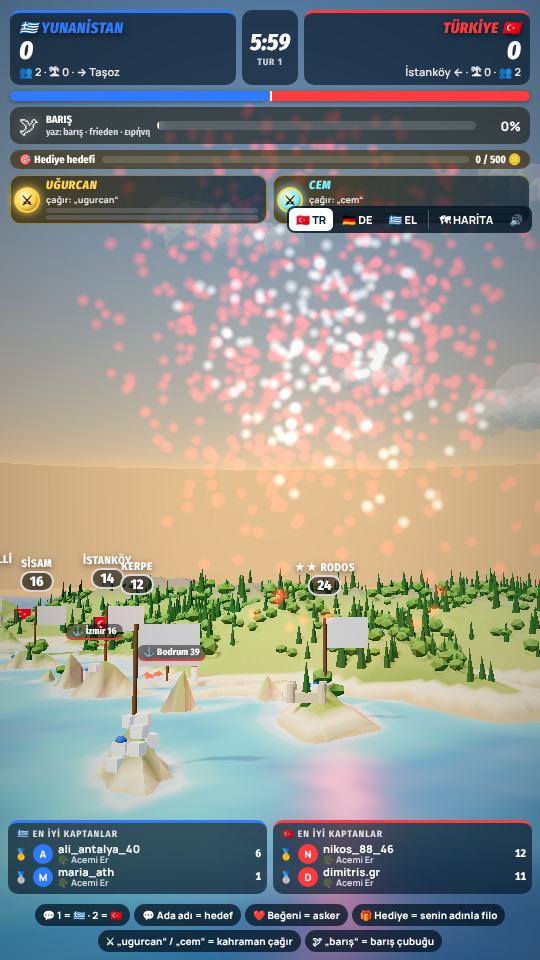 YUNANİSTAN
0
2 · 0 · → Taşoz
5:59
TUR 1
TÜRKİYE
0
İstanköy ← · 0 · 2
BARIŞ
yaz: barış · frieden · ειρήνη
0%
Hediye hedefi
0 / 500
UĞURCAN
çağır: „ugurcan“
CEM
çağır: „cem“
TR DE EL HARİTA
LLİ
SİSAM
16
İSTANKÖY
14
KERPE
12
★★ RODOS
24
İzmir 16
Bodrum 39
EN İYİ KAPTANLAR
A ali_antalya_40 6
Acemi Er
M maria_ath 1
Acemi Er
EN İYİ KAPTANLAR
N nikos_88_46 12
Acemi Er
D dimitris.gr 11
Acemi Er
1 = · 2 =
Ada adı = hedef
Beğeni = asker
Hediye = senin adınla filo
„ugurcan“ / „cem“ = kahraman çağır
„barış“ = barış çubuğu